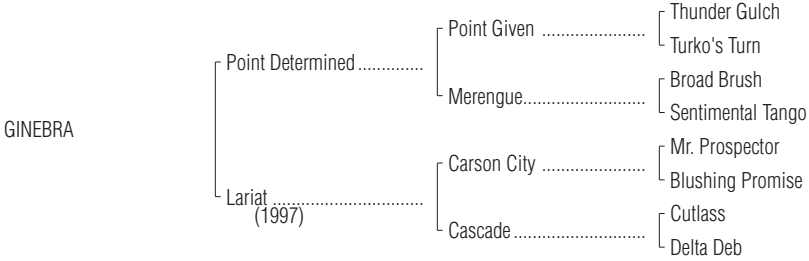 Thunder Gulch
Point Given ......................
Turko's Turn
Point Determined ..............
Broad Brush
Merengue..........................
Sentimental Tango
GINEBRA
Mr. Prospector
Carson City ......................
Blushing Promise
Lariat ................................
(1997)
Cutlass
Cascade ............................
Delta Deb